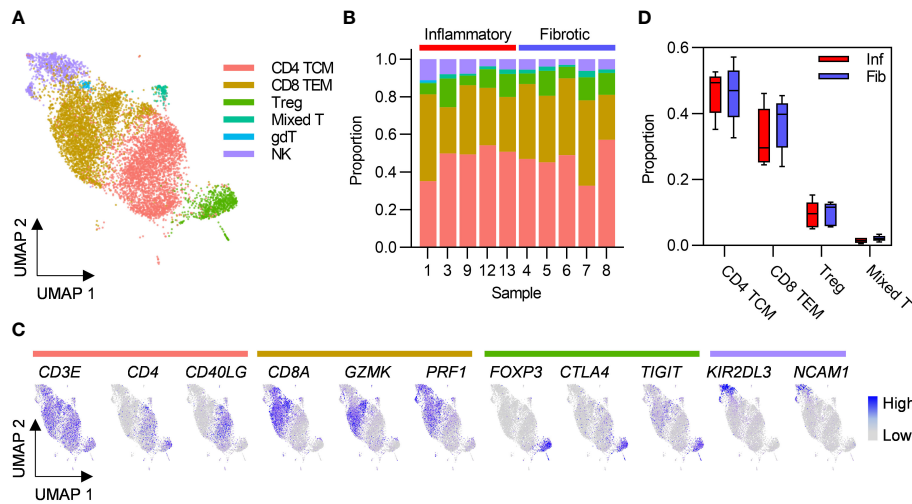 A
CD4 TCM
CD8 TEM
Treg
Mixed T
gdT
NK
UMAP 2
UMAP 1
B
Inflammatory Fibrotic
Proportion
1.0
0.8
0.6
0.4
0.2
0.0
1 3 9 12 13 4 5 6 7 8
Sample
D
Inf
Fib
Proportion
0.6
0.4
0.2
0.0
CD4 TCM
CD8 TEM
Treg
Mixed T
C
CD3E CD4 CD40LG CD8A GZMK PRF1 FOXP3 CTLA4 TIGIT KIR2DL3 NCAM1
UMAP 2
UMAP 1
High
Low